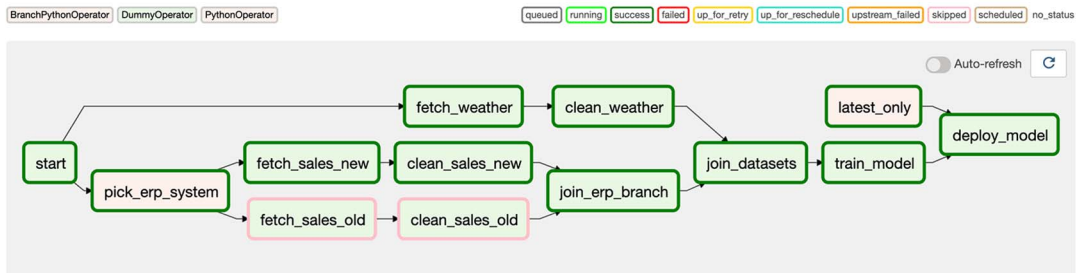 BranchPythonOperator DummyOperator PythonOperator queued running success failed up_for_retry up_for_reschedule upstream_failed skipped scheduled no_status
Auto-refresh
fetch_weather clean_weather latest_only
deploy_model
start fetch_sales_new clean_sales_new join_datasets train_model
pick_erp_system join_erp_branch
fetch_sales_old clean_sales_old